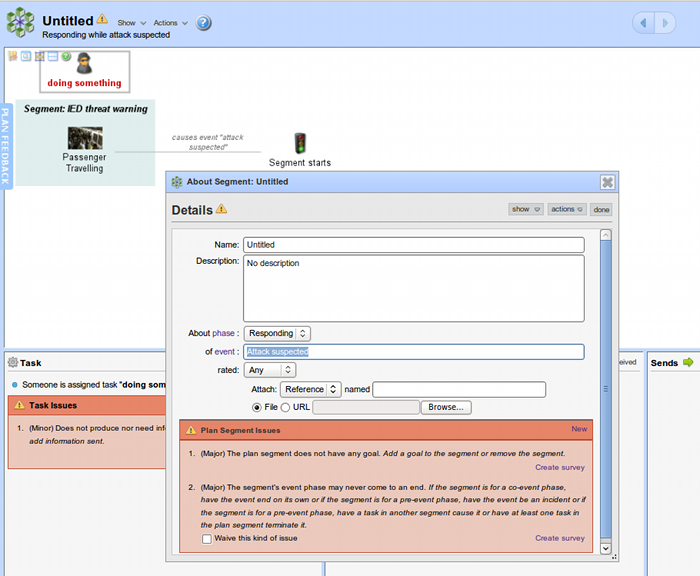 Untitled
Show
Actions
?
Responding while attack suspected
doing something
Segment: IED threat warning
PLAN FEEDBACK
causes event "attack
suspected"
Passenger
Travelling
Segment starts
About Segment: Untitled
Details
show
actions
done
Name:
Untitled
Description:
No description
About phase :
Responding
of event :
Attack suspected
rated:
Any
Attach:
Reference
named
File
URL
Browse...
Plan Segment Issues
New
1. (Major) The plan segment does not have any goal. Add a goal to the segment or remove the segment.
Create survey
2. (Major) The segment's event phase may never come to an end. If the segment is for a co-event phase,
have the event end on its own or if the segment is for a pre-event phase, have the event be an incident or if
the segment is for a pre-event phase, have a task in another segment cause it or have at least one task in
the plan segment terminate it.
Waive this kind of issue
Create survey
Task
Someone is assigned task "doing som
Task Issues
1. (Minor) Does not produce nor need inf
add information sent.
eived
Sends